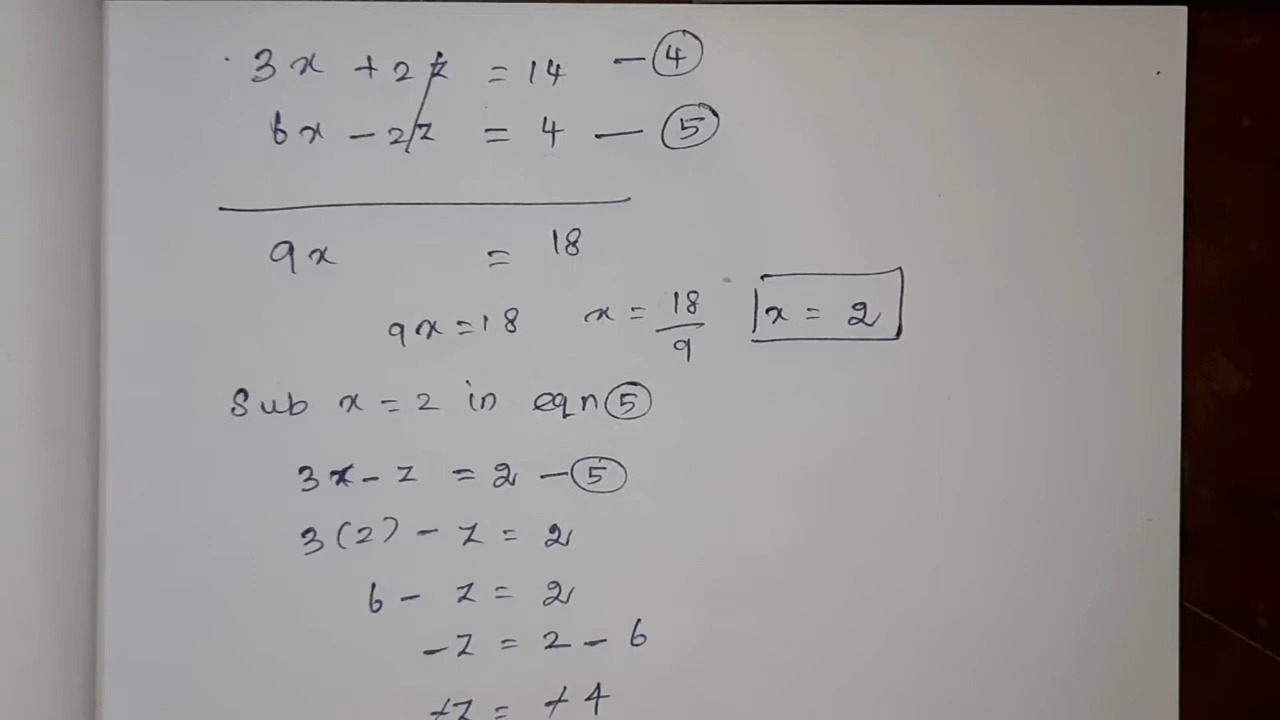 3x + 2z = 14 — ④
6x − 2z = 4 — ⑤
9x = 18
9x = 18 x = 18/9 x = 2
Sub x = 2 in eqn ⑤
3x − z = 2 — ⑤
3(2) − z = 2
6 − z = 2
−z = 2 − 6
+z = +4